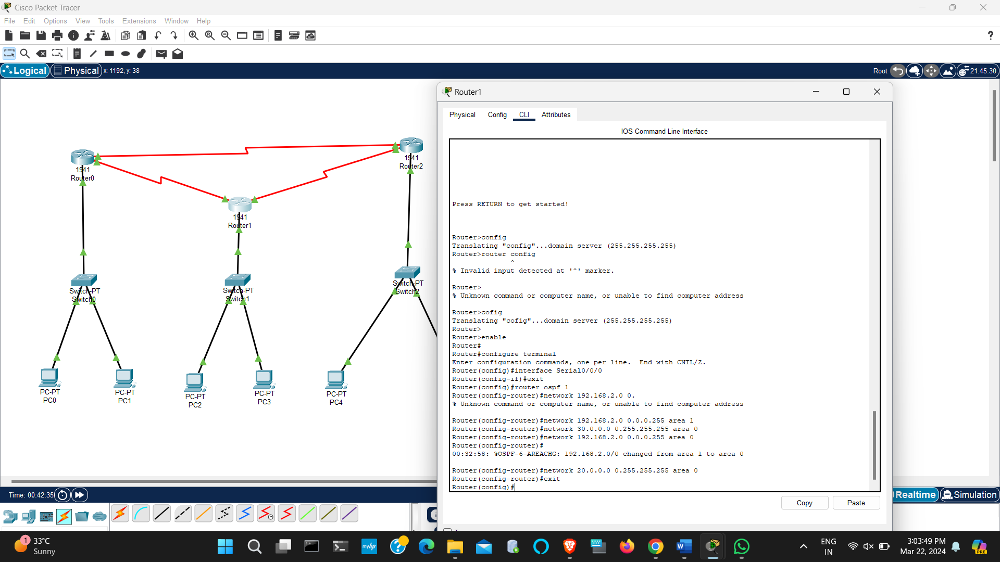 Cisco Packet Tracer
File Edit Options View Tools Extensions Window Help
Logical Physical x: 1192, y: 38
Root 21:45:30
1941
Router0
1941
Router1
1941
Router2
Switch-PT
Switch0
Switch-PT
Switch1
Switch-PT
Switch2
PC-PT
PC0
PC-PT
PC1
PC-PT
PC2
PC-PT
PC3
PC-PT
PC4
Router1
Physical Config CLI Attributes
IOS Command Line Interface
Press RETURN to get started!
Router>config
Translating "config"...domain server (255.255.255.255)
Router>router config
^
% Invalid input detected at '^' marker.
Router>
% Unknown command or computer name, or unable to find computer address
Router>cofig
Translating "cofig"...domain server (255.255.255.255)
Router>
Router>enable
Router#
Router#configure terminal
Enter configuration commands, one per line.  End with CNTL/Z.
Router(config)#interface Serial0/0/0
Router(config-if)#exit
Router(config)#router ospf 1
Router(config-router)#network 192.168.2.0 0.
% Unknown command or computer name, or unable to find computer address
Router(config-router)#network 192.168.2.0 0.0.0.255 area 1
Router(config-router)#network 30.0.0.0 0.255.255.255 area 0
Router(config-router)#network 192.168.2.0 0.0.0.255 area 0
Router(config-router)#
00:32:58: %OSPF-6-AREACHG: 192.168.2.0/0 changed from area 1 to area 0
Router(config-router)#network 20.0.0.0 0.255.255.255 area 0
Router(config-router)#exit
Router(config)#
Copy Paste
Time: 00:42:35
Realtime Simulation
1
33°C
Sunny
myhp
ENG
IN
3:03:49 PM
Mar 22, 2024
PRE